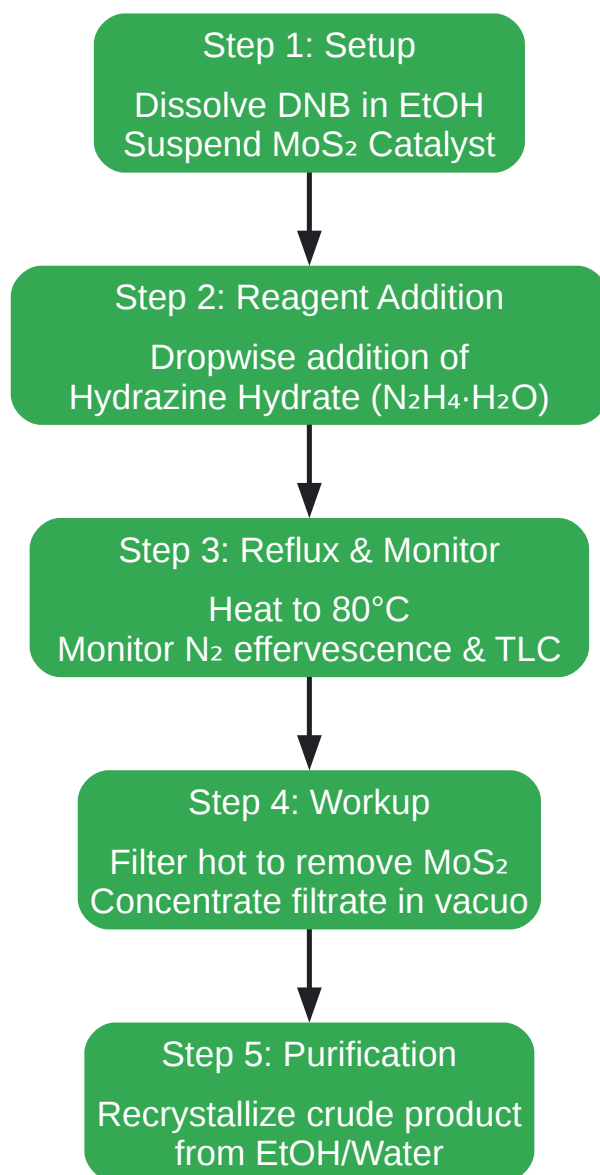 Step 1: Setup
Dissolve DNB in EtOH
Suspend MoS₂ Catalyst
Step 2: Reagent Addition
Dropwise addition of
Hydrazine Hydrate (N₂H₄·H₂O)
Step 3: Reflux & Monitor
Heat to 80°C
Monitor N₂ effervescence & TLC
Step 4: Workup
Filter hot to remove MoS₂
Concentrate filtrate in vacuo
Step 5: Purification
Recrystallize crude product
from EtOH/Water